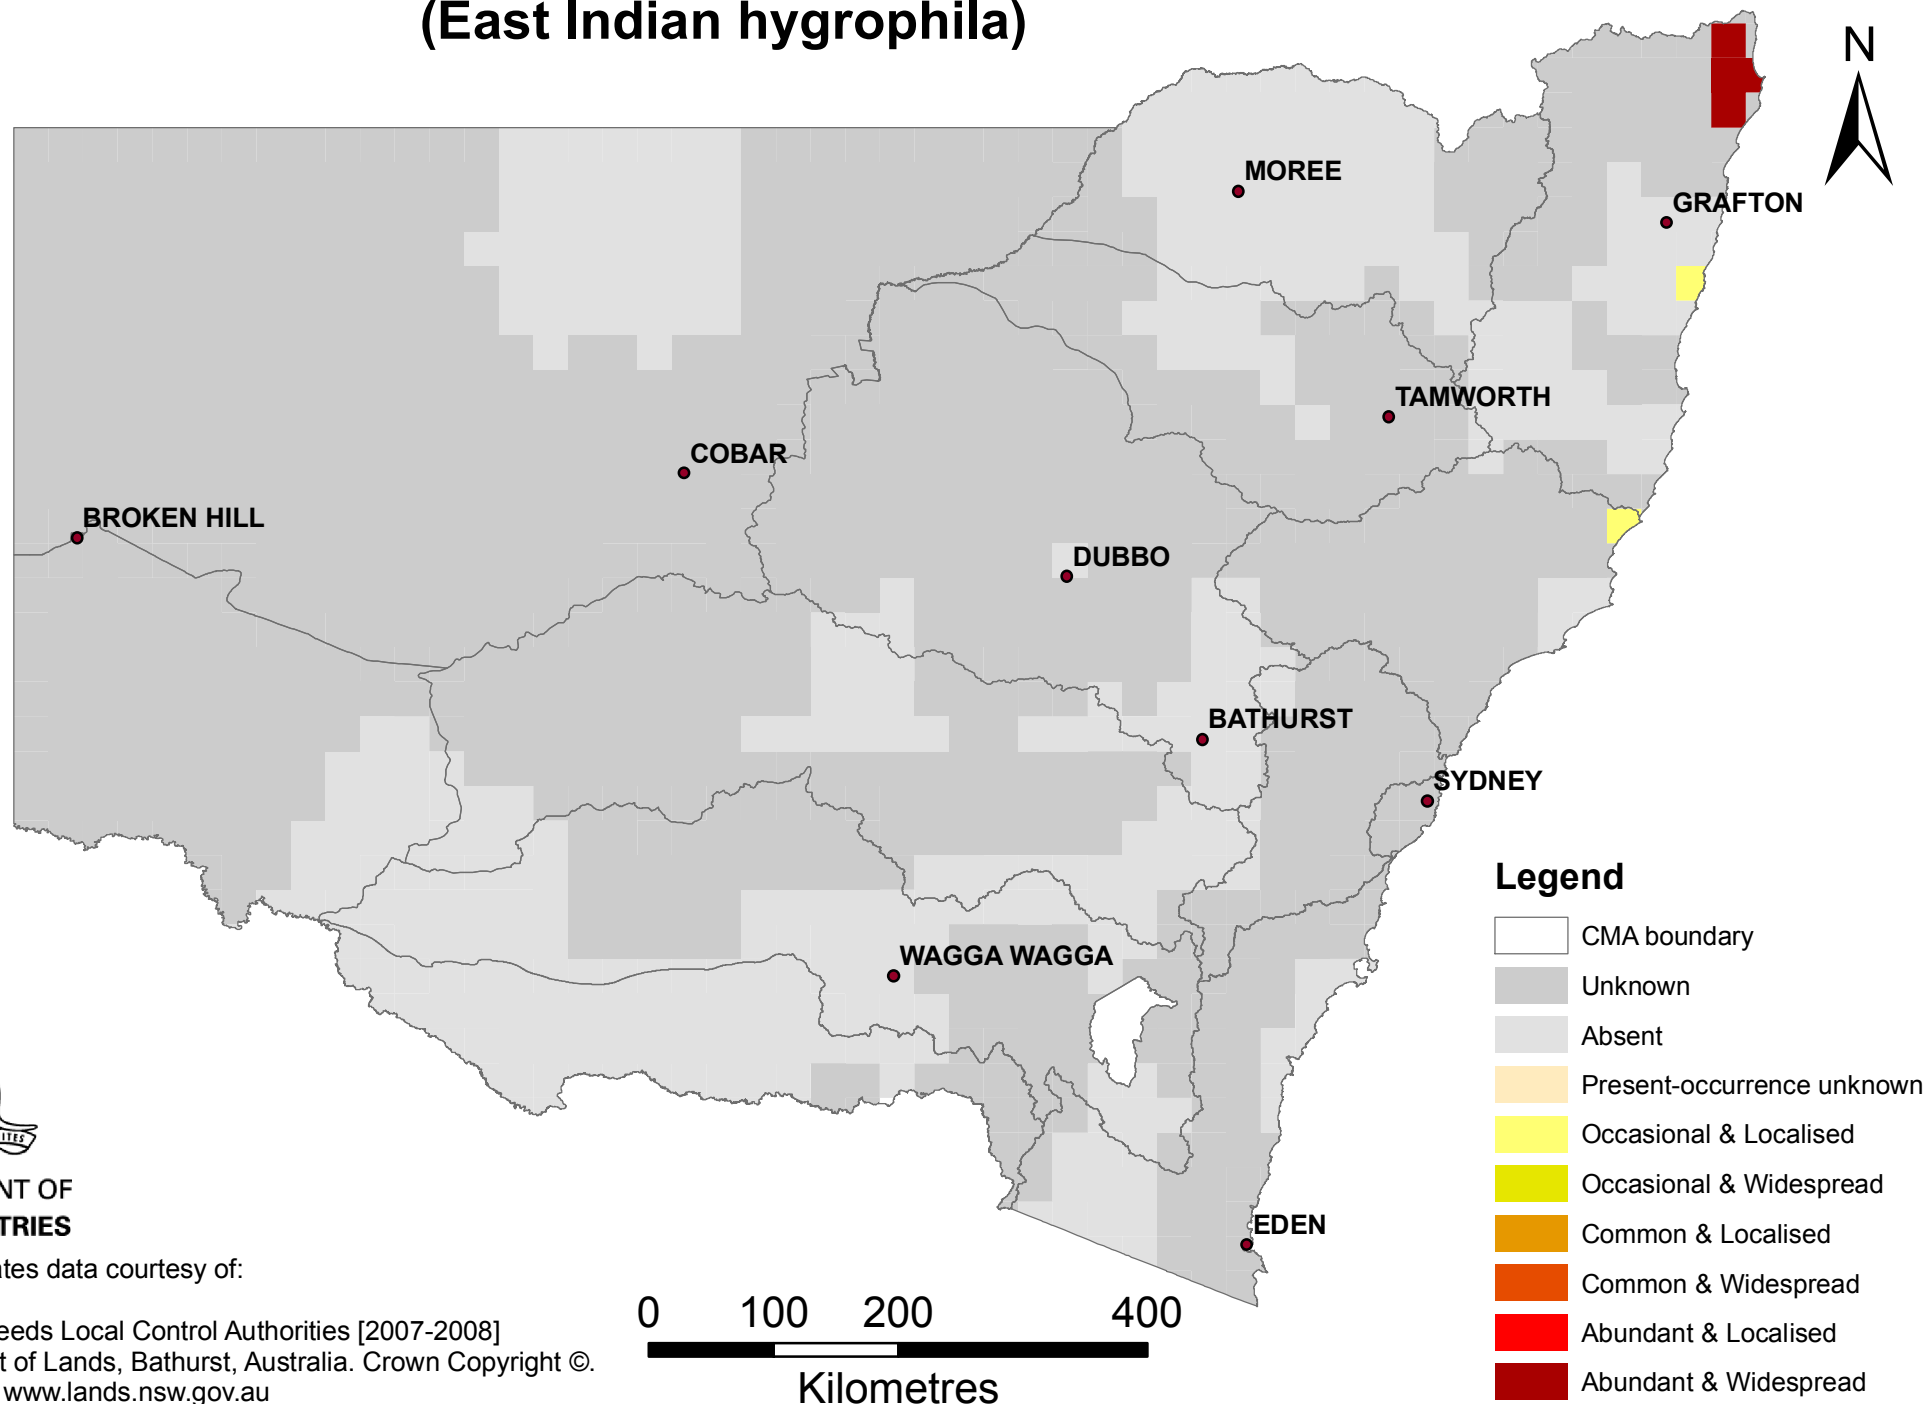 (East Indian hygrophila)
N
MOREE
GRAFTON
TAMWORTH
COBAR
BROKEN HILL
DUBBO
BATHURST
SYDNEY
WAGGA WAGGA
EDEN
Legend
CMA boundary
Unknown
Absent
Present-occurrence unknown
Occasional & Localised
Occasional & Widespread
Common & Localised
Common & Widespread
Abundant & Localised
Abundant & Widespread
ITES
NT OF
TRIES
ates data courtesy of:
eeds Local Control Authorities [2007-2008]
t of Lands, Bathurst, Australia. Crown Copyright ©.
www.lands.nsw.gov.au
0 100 200 400
Kilometres